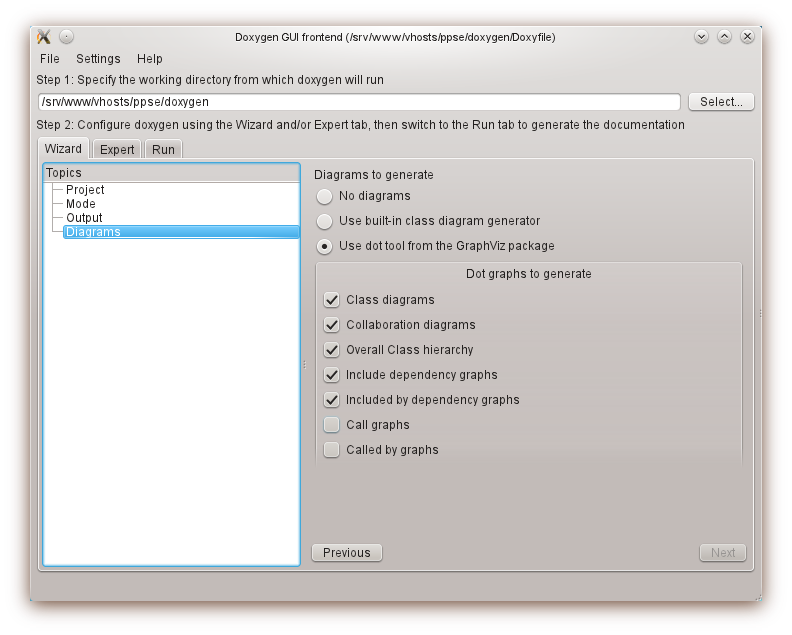 Doxygen GUI frontend (/srv/www/vhosts/ppse/doxygen/Doxyfile)
File Settings Help
Step 1: Specify the working directory from which doxygen will run
/srv/www/vhosts/ppse/doxygen Select...
Step 2: Configure doxygen using the Wizard and/or Expert tab, then switch to the Run tab to generate the documentation
Wizard Expert Run
Topics
Project
Mode
Output
Diagrams
Diagrams to generate
No diagrams
Use built-in class diagram generator
Use dot tool from the GraphViz package
Dot graphs to generate
Class diagrams
Collaboration diagrams
Overall Class hierarchy
Include dependency graphs
Included by dependency graphs
Call graphs
Called by graphs
Previous Next